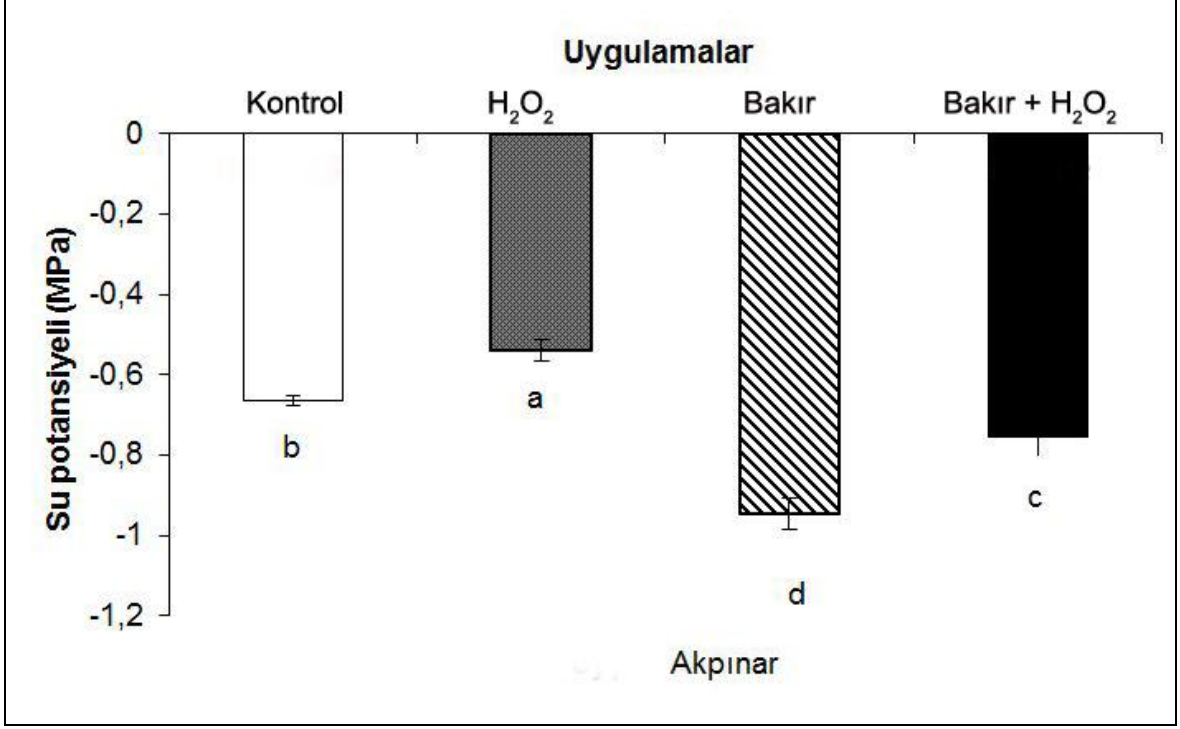 Uygulamalar
Kontrol
H₂O₂
Bakır
Bakır + H₂O₂
Su potansiyeli (MPa)
0
-0,2
-0,4
-0,6
-0,8
-1
-1,2
b
a
d
c
Akpınar